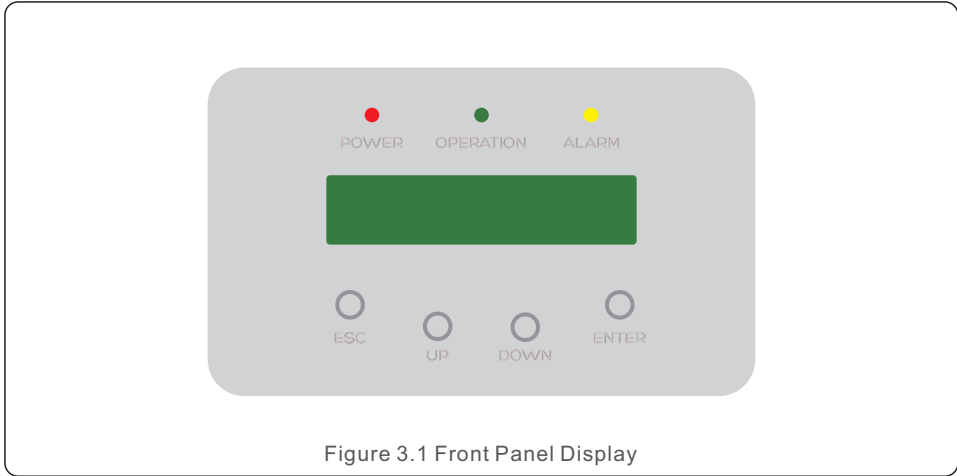 POWER OPERATION ALARM
ESC UP DOWN ENTER
Figure 3.1 Front Panel Display